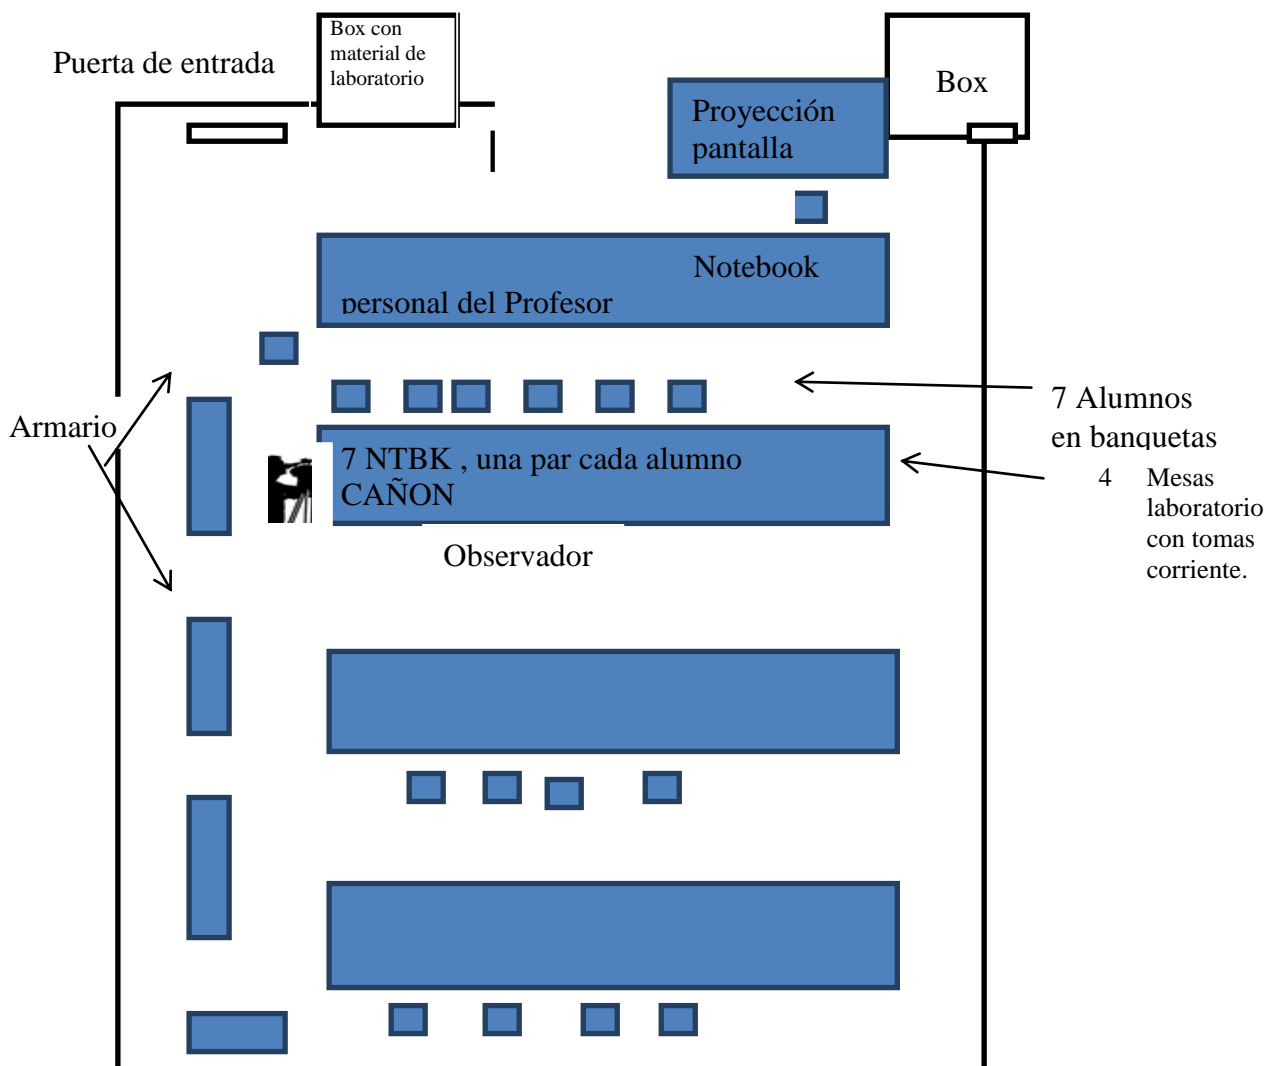 Box con
material de
laboratorio
Puerta de entrada
Box
Proyección
pantalla
Notebook
personal del Profesor
7 Alumnos
en banquetas
Armario
7 NTBK , una par cada alumno
CAÑON
4 Mesas
laboratorio
con tomas
corriente.
Observador